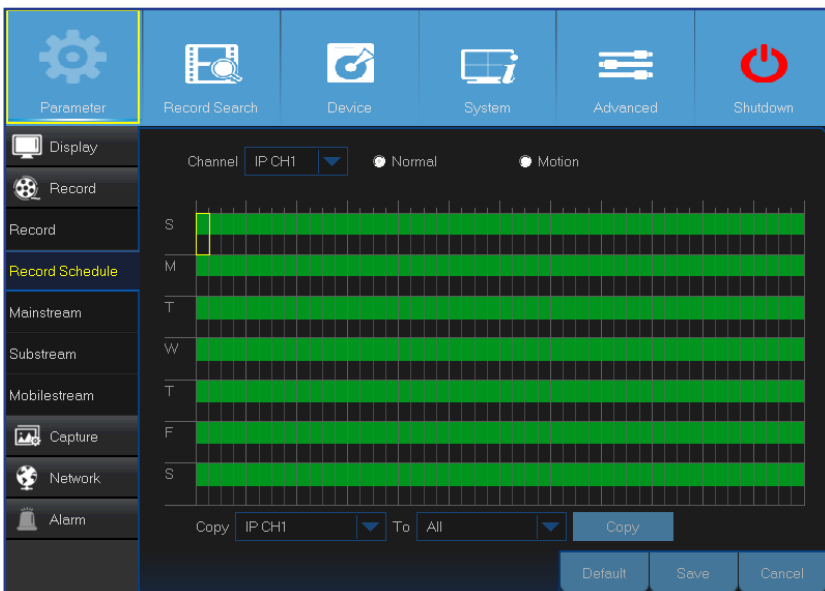 Parameter
Record Search
Device
System
Advanced
Shutdown
Display
Record
Record
Record Schedule
Mainstream
Substream
Mobilestream
Capture
Network
Alarm
Channel IP CH1 Normal Motion
S
M
T
W
T
F
S
Copy IP CH1 To All Copy
Default Save Cancel